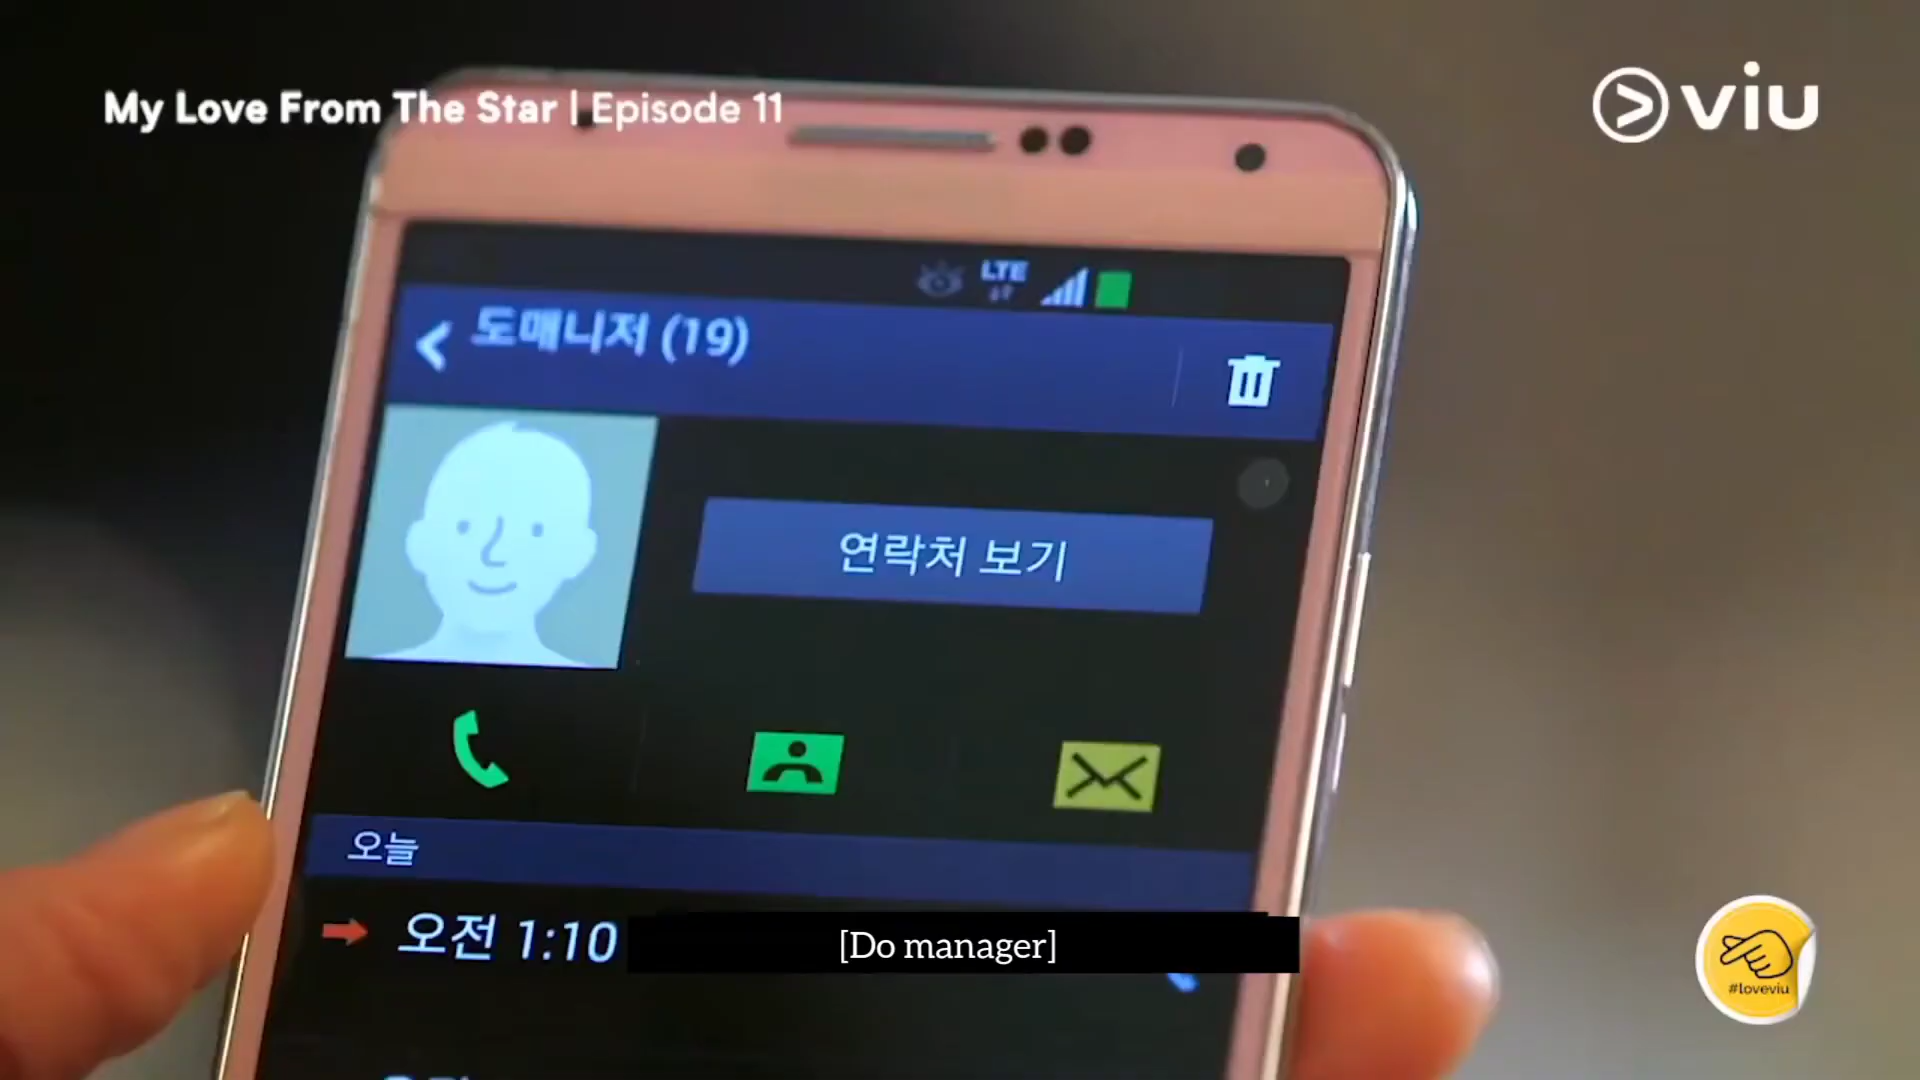 My Love From The Star | Episode 11
viu
LTE
도매니저 (19)
연락처 보기
오늘
오전 1:10
[Do manager]
#loveviu